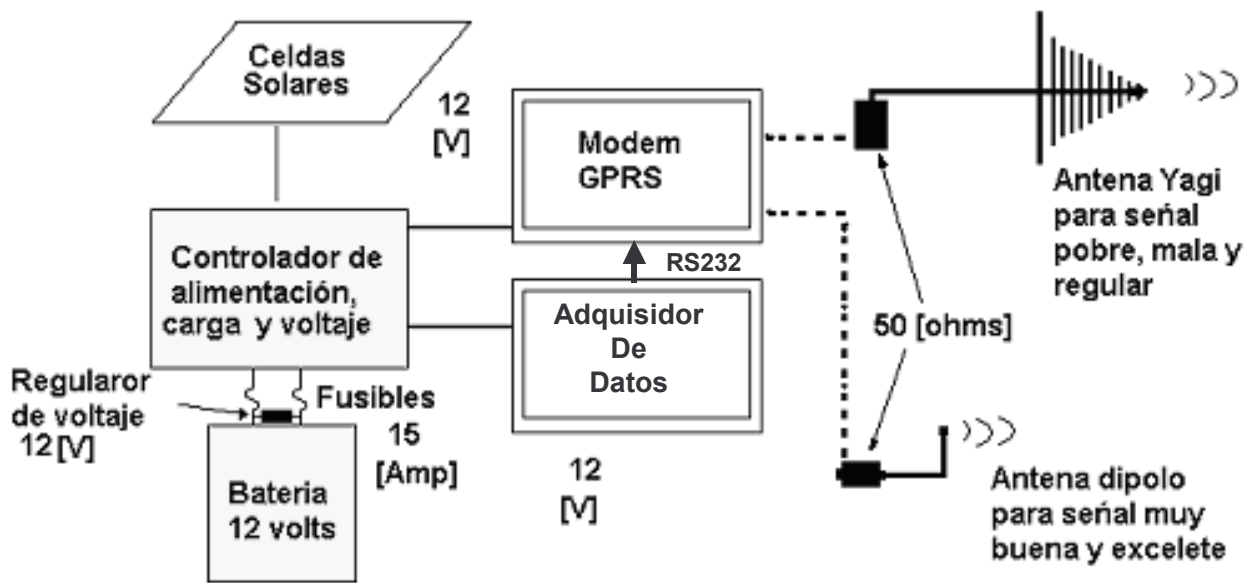 Celdas
Solares
12
[V]
Modem
GPRS
Antena Yagi
para señal
pobre, mala y
regular
Controlador de
alimentación,
carga y voltaje
RS232
Adquisidor
De
Datos
50 [ohms]
Regularor
de voltaje
12 [V]
Fusibles
15
[Amp]
Bateria
12 volts
12
[V]
Antena dipolo
para señal muy
buena y excelete